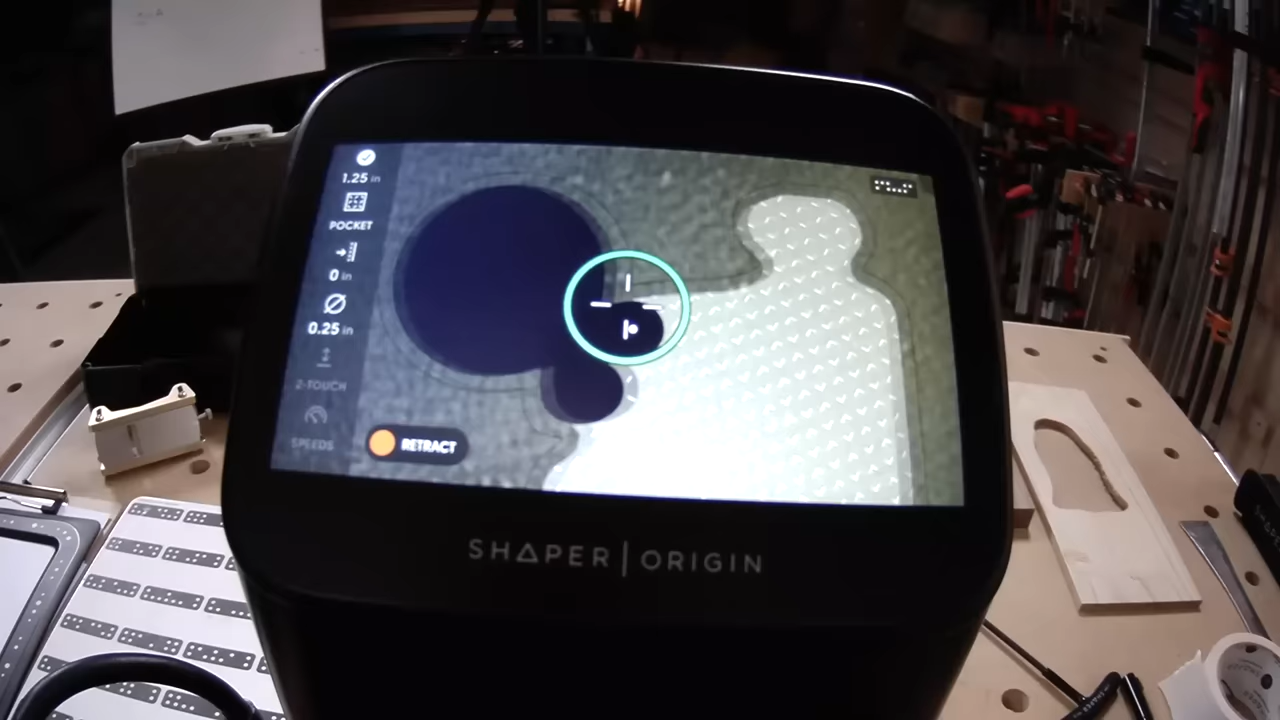 1.25 in
POCKET
0 in
0.25 in
Z-TOUCH
SPEEDS
RETRACT
SHAPER | ORIGIN